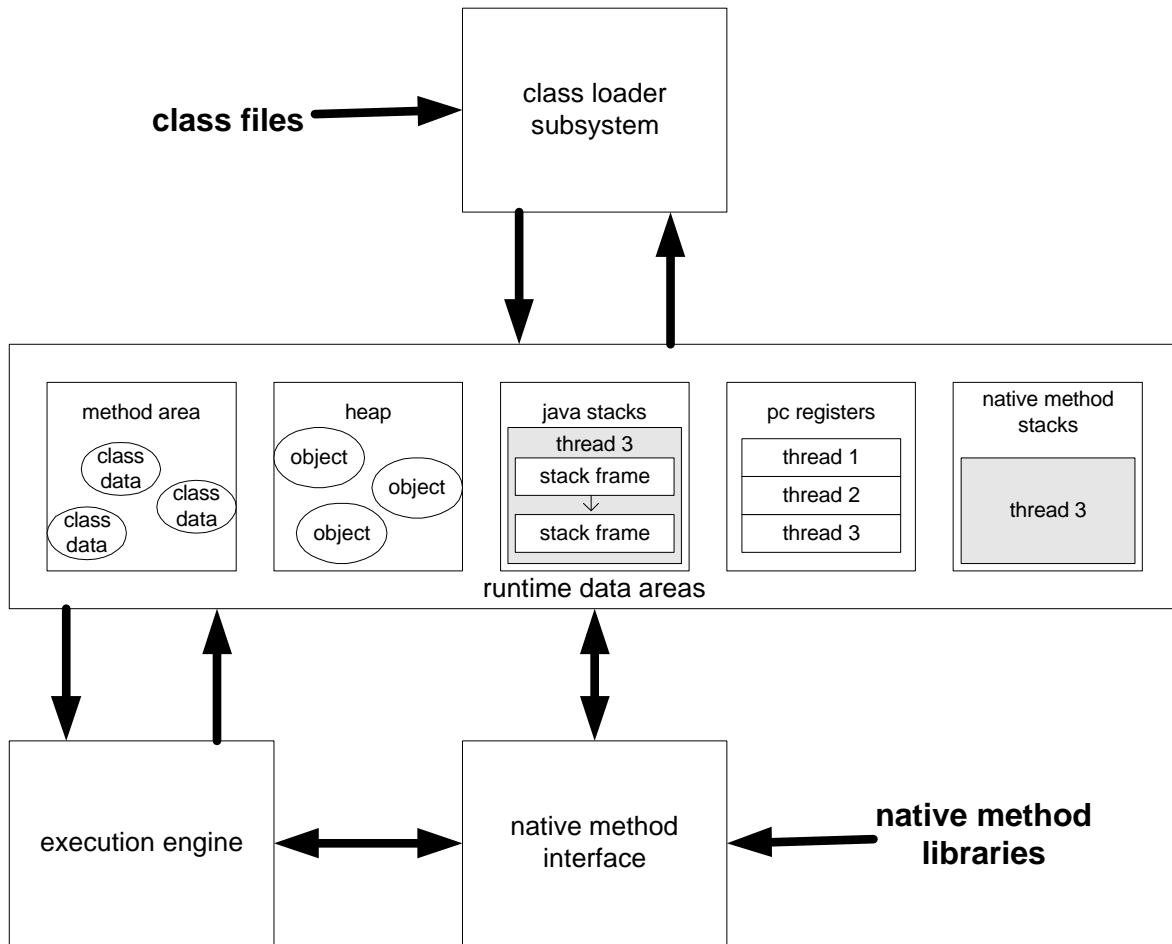 class loader
subsystem
class files
method area
class
data
class
data
class
data
heap
object
object
object
java stacks
thread 3
stack frame
stack frame
pc registers
thread 1
thread 2
thread 3
native method
stacks
thread 3
runtime data areas
execution engine
native method
interface
native method
libraries